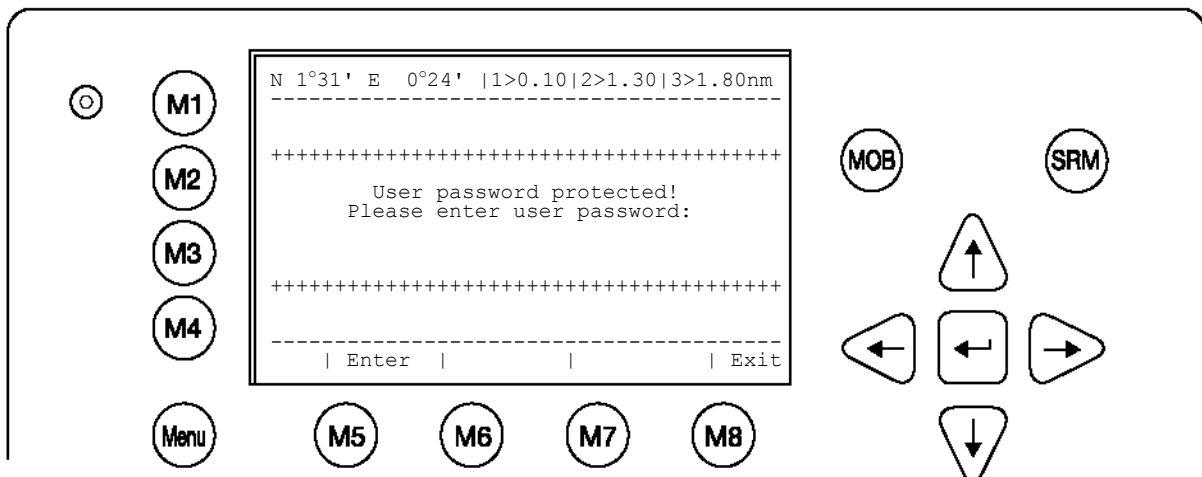 M1
N 1°31' E 0°24' |1>0.10|2>1.30|3>1.80nm
----------------------------------------
M2
++++++++++++++++++++++++++++++++++++++++
User password protected!
Please enter user password:
M3
++++++++++++++++++++++++++++++++++++++++
M4
----------------------------------------
| Enter | | | Exit
MOB
SRM
Menu
M5
M6
M7
M8